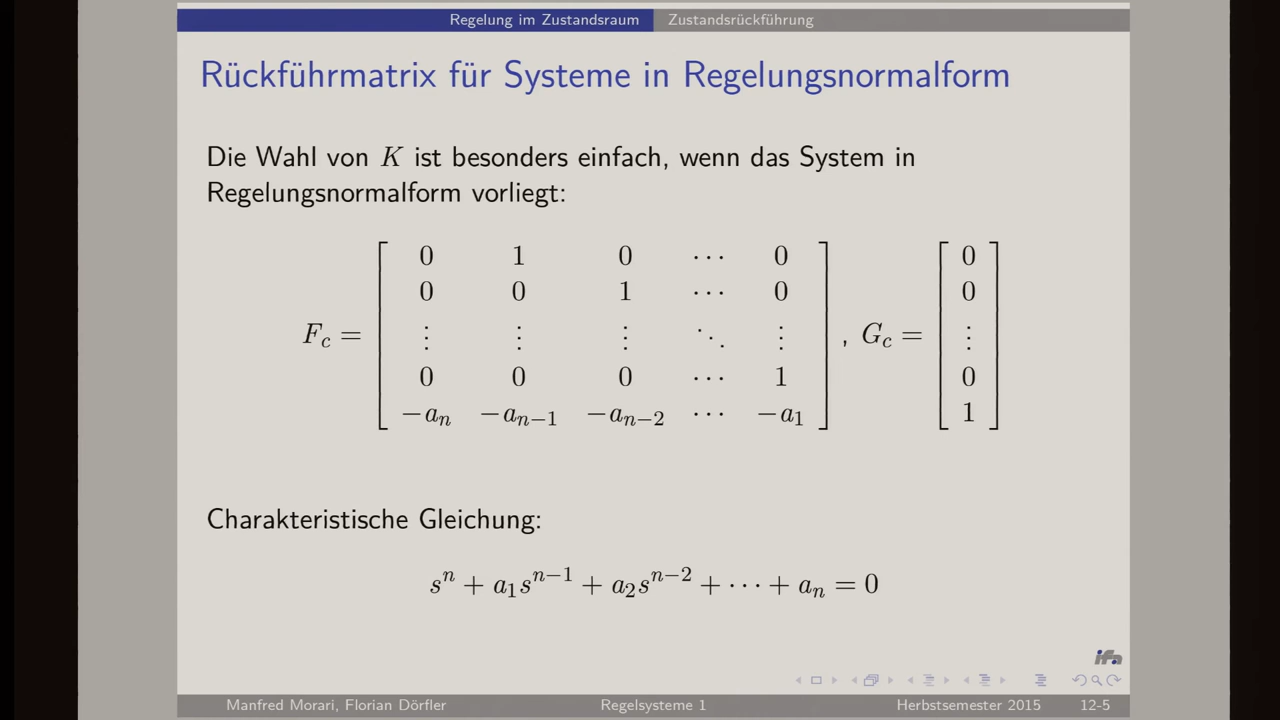 Regelung im Zustandsraum Zustandsrückführung
Rückführmatrix für Systeme in Regelungsnormalform
Die Wahl von K ist besonders einfach, wenn das System in
Regelungsnormalform vorliegt:
F_c = [ 0 1 0 ⋯ 0 ; 0 0 1 ⋯ 0 ; ⋮ ⋮ ⋮ ⋱ ⋮ ; 0 0 0 ⋯ 1 ; −a_n −a_{n−1} −a_{n−2} ⋯ −a_1 ] , G_c = [ 0 ; 0 ; ⋮ ; 0 ; 1 ]
Charakteristische Gleichung:
s^n + a_1 s^{n−1} + a_2 s^{n−2} + ⋯ + a_n = 0
ifa
Manfred Morari, Florian Dörfler Regelsysteme 1 Herbstsemester 2015 12-5